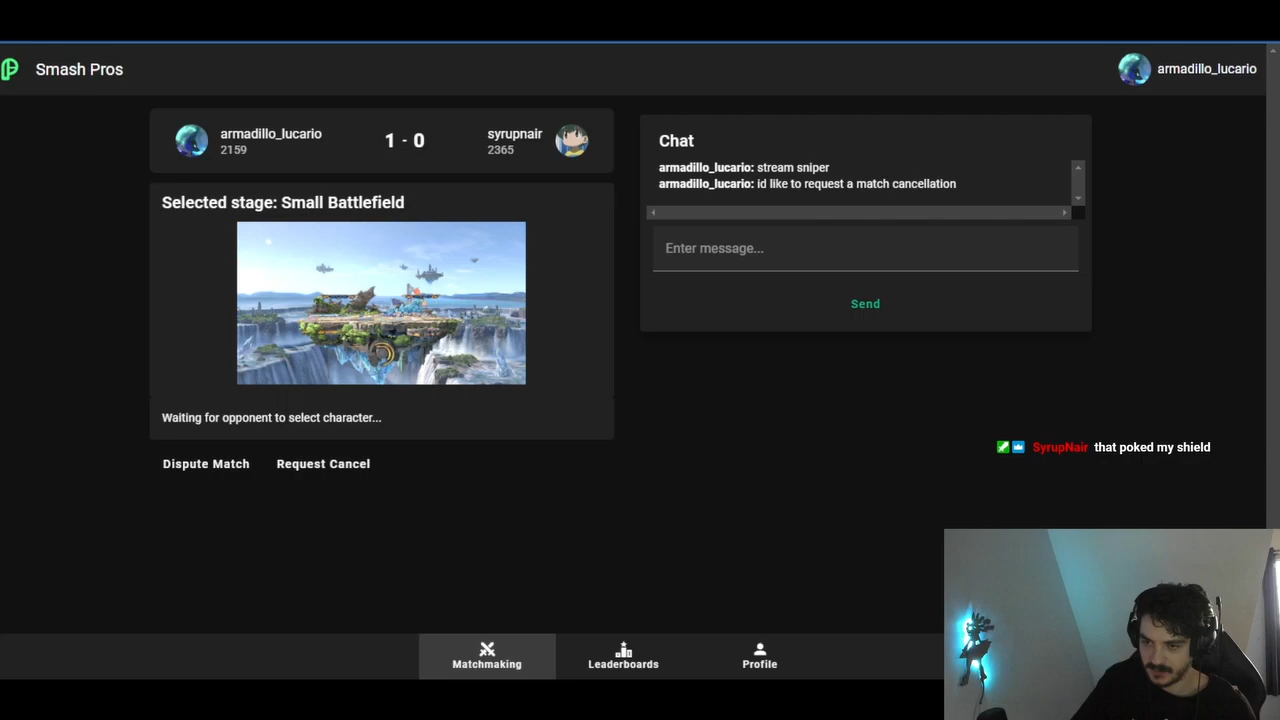 Smash Pros
armadillo_lucario
armadillo_lucario
2159
1 - 0
syrupnair
2365
Selected stage: Small Battlefield
Waiting for opponent to select character...
Dispute Match
Request Cancel
Chat
armadillo_lucario: stream sniper
armadillo_lucario: id like to request a match cancellation
Enter message...
Send
SyrupNair that poked my shield
Matchmaking
Leaderboards
Profile